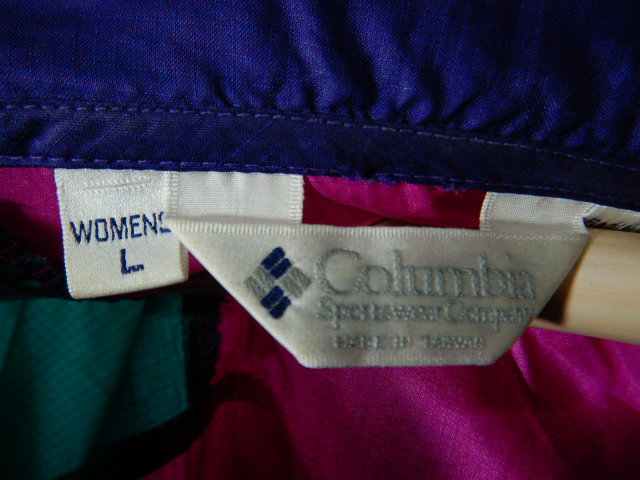 WOMENS
L
Columbia
Sportswear Company
MADE IN TAIWAN